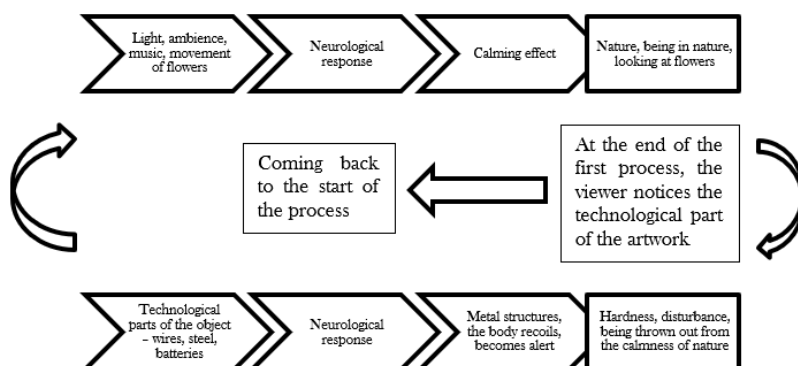 Light, ambience,
music, movement
of flowers
Neurological
response
Calming effect
Nature, being in nature,
looking at flowers
Coming back
to the start of
the process
At the end of the
first process, the
viewer notices the
technological part
of the artwork
Technological
parts of the object
– wires, steel,
batteries
Neurological
response
Metal structures,
the body recoils,
becomes alert
Hardness, disturbance,
being thrown out from
the calmness of nature